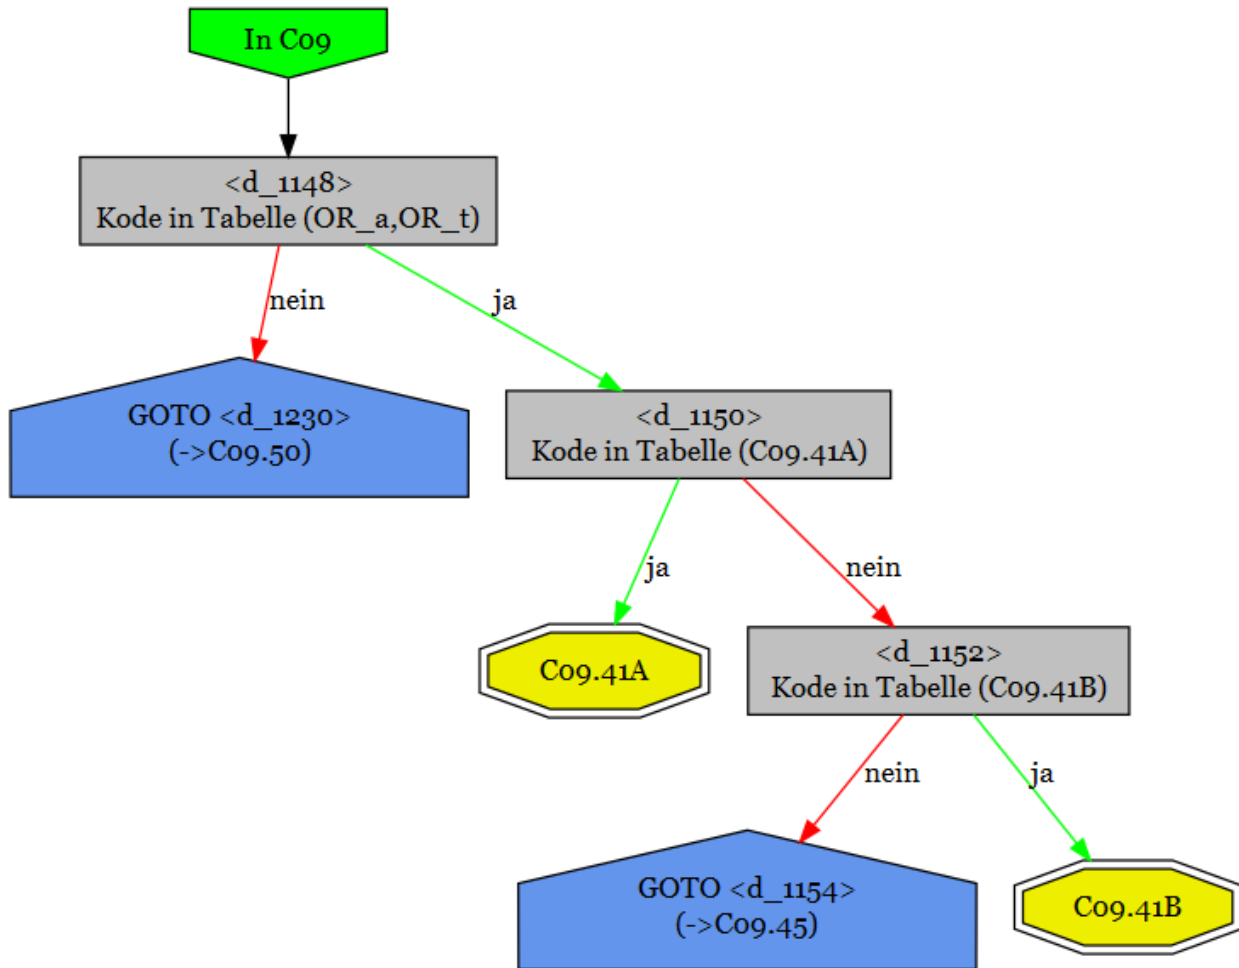 In C09
<d_1148>
Kode in Tabelle (OR_a,OR_t)
nein
ja
GOTO <d_1230>
(->C09.50)
<d_1150>
Kode in Tabelle (C09.41A)
ja
nein
C09.41A
<d_1152>
Kode in Tabelle (C09.41B)
nein
ja
GOTO <d_1154>
(->C09.45)
C09.41B